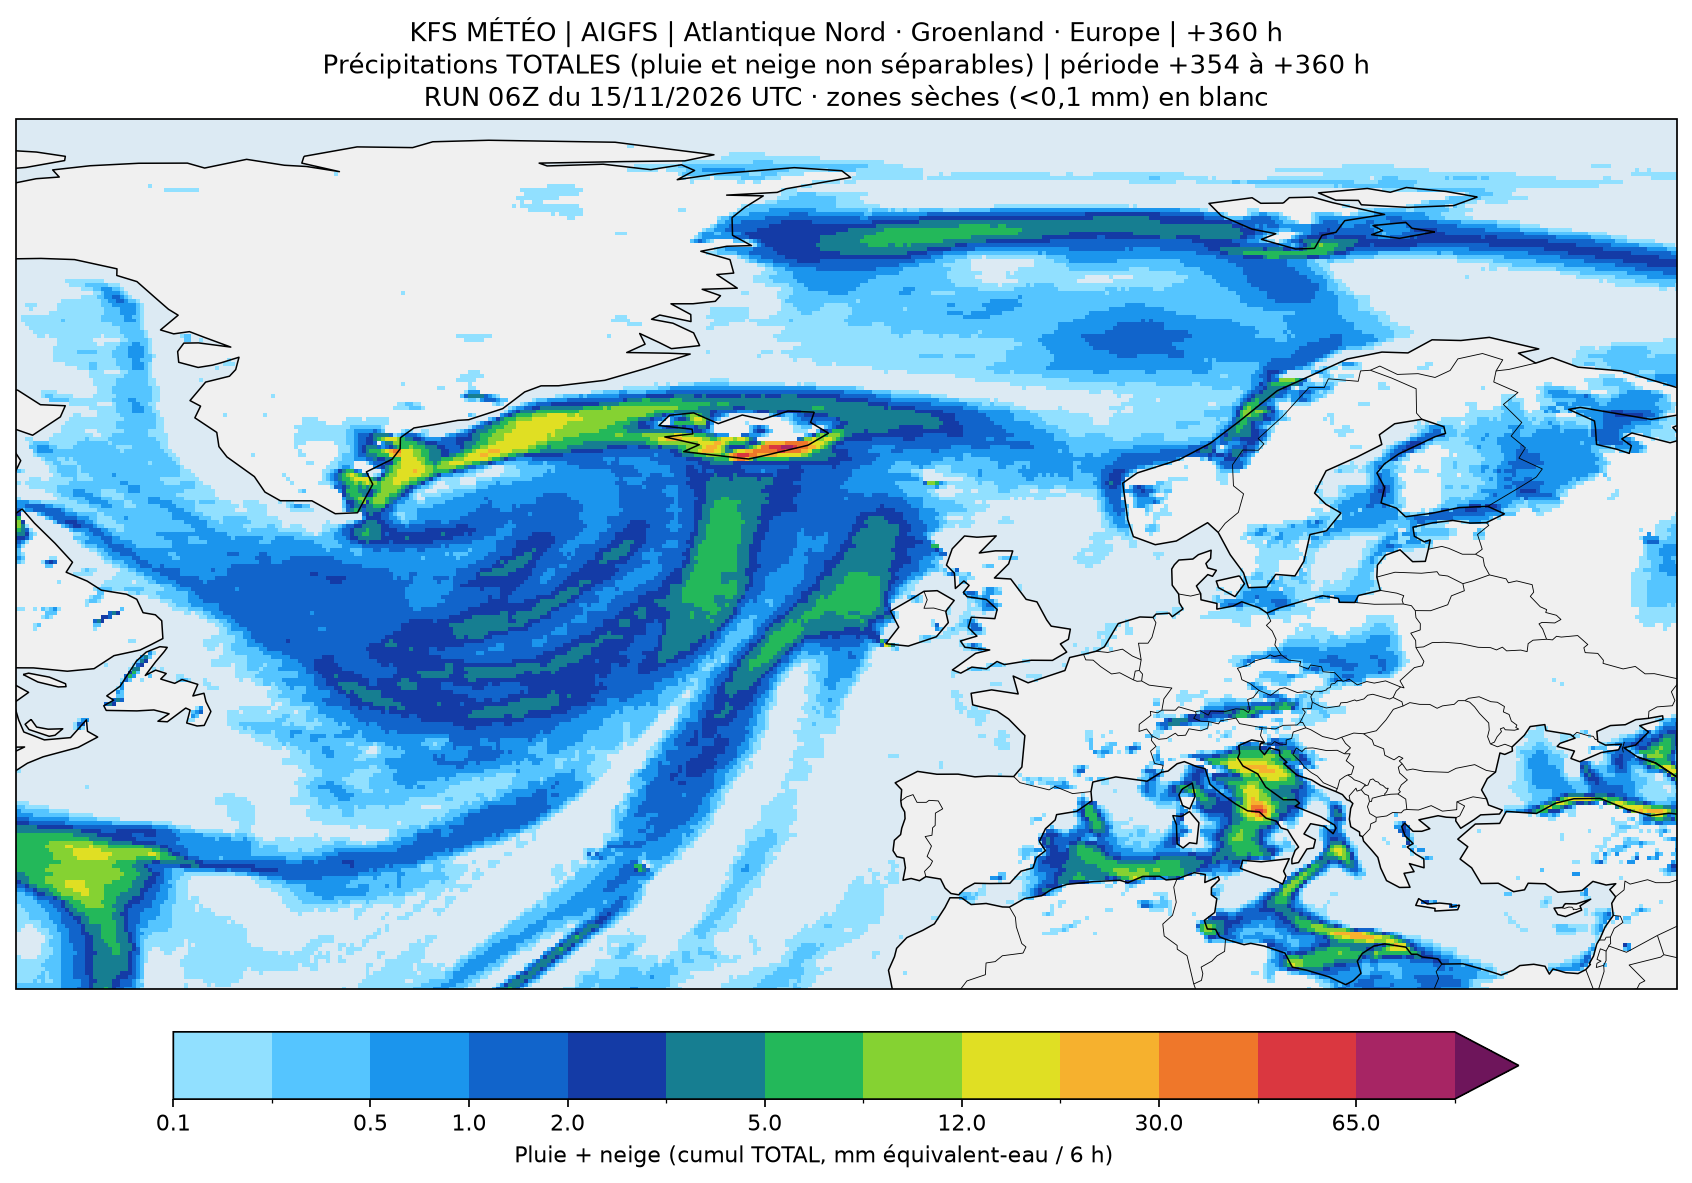 KFS MÉTÉO | AIGFS | Atlantique Nord · Groenland · Europe | +360 h
Précipitations TOTALES (pluie et neige non séparables) | période +354 à +360 h
RUN 06Z du 15/11/2026 UTC · zones sèches (<0,1 mm) en blanc
0.1 0.5 1.0 2.0 5.0 12.0 30.0 65.0
Pluie + neige (cumul TOTAL, mm équivalent-eau / 6 h)